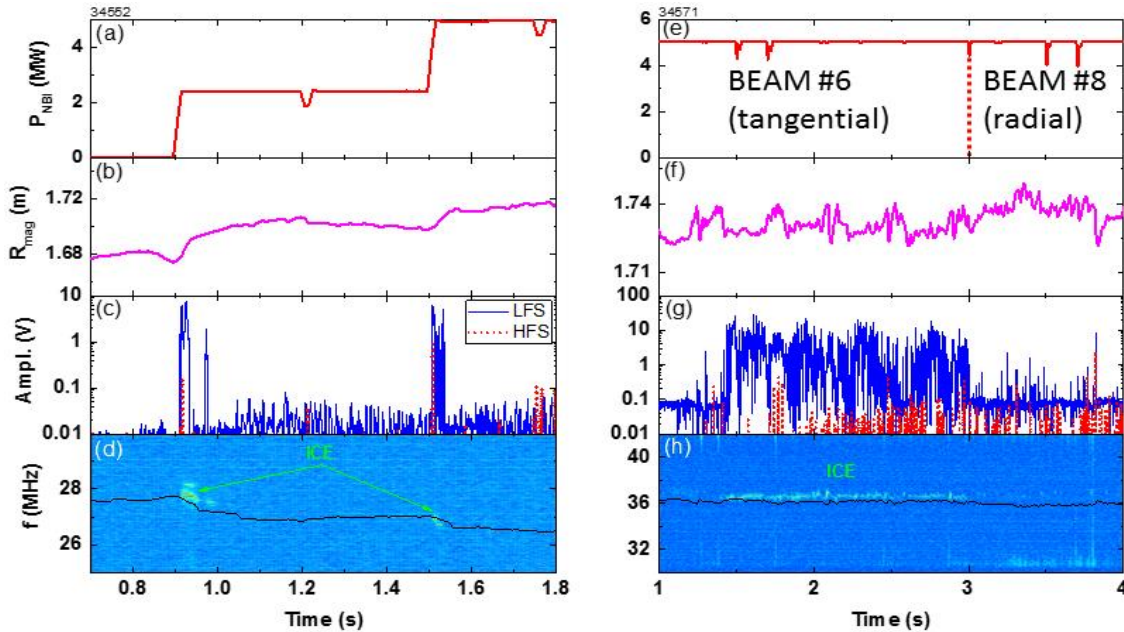 34552
(a)
P_NBI (MW)
4
2
0
(b)
R_mag (m)
1.72
1.68
(c)
LFS
HFS
Ampl. (V)
10
1
0.1
0.01
(d)
ICE
f (MHz)
28
26
0.8
1.0
1.2
1.4
1.6
1.8
Time (s)
34571
(e)
6
4
2
0
BEAM #6
(tangential)
BEAM #8
(radial)
(f)
1.74
1.71
(g)
100
10
1
0.1
0.01
(h)
ICE
40
36
32
1
2
3
4
Time (s)